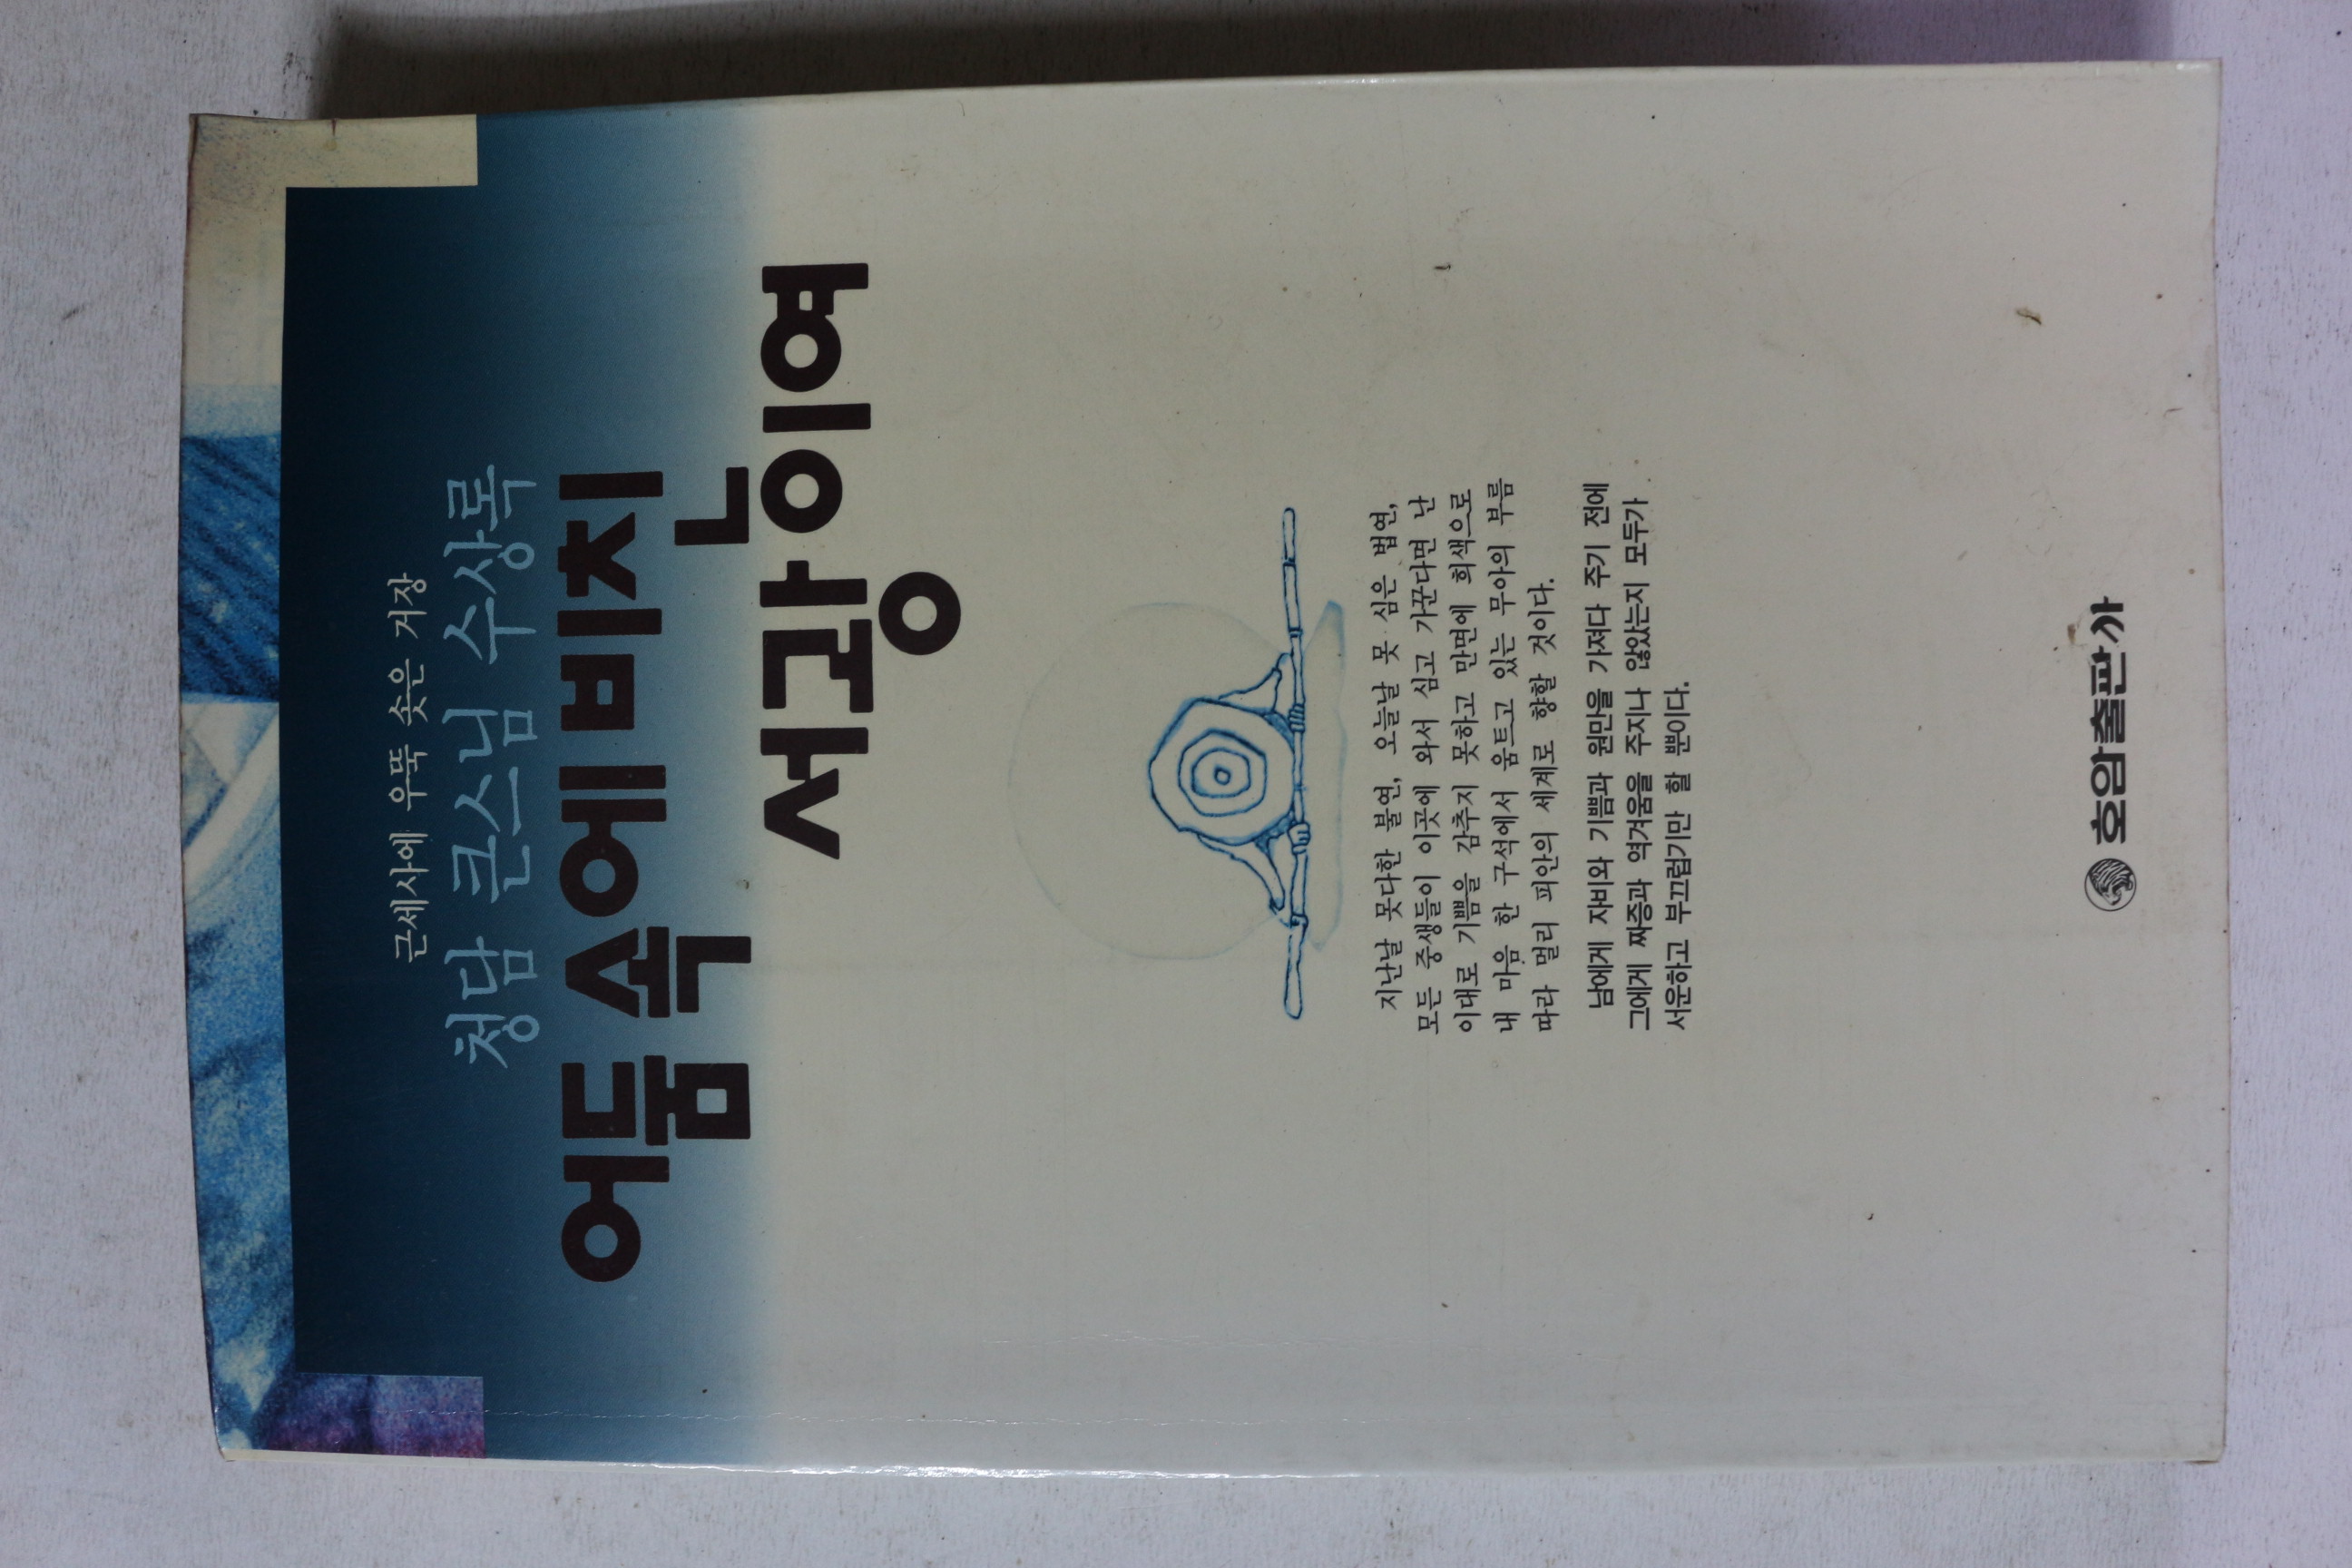 근세사에 우뚝 솟은 거장
청담 큰스님 수상록
어둠 속에 비친
서광이여
지난날 못다한 불연, 오늘날 못 심은 법연,
모든 중생들이 이곳에 와서 심고 가꾼다면 난
이대로 기쁨을 감추지 못하고 만면에 희색으로
내 마음 한 구석에서 움트고 있는 무아의 부름
따라 멀리 피안의 세계로 향할 것이다.
남에게 자비와 기쁨과 원만을 가져다 주기 전에
그에게 짜증과 역겨움을 주지나 않았는지 모두가
서운하고 부끄럽기만 할 뿐이다.
호암출판사